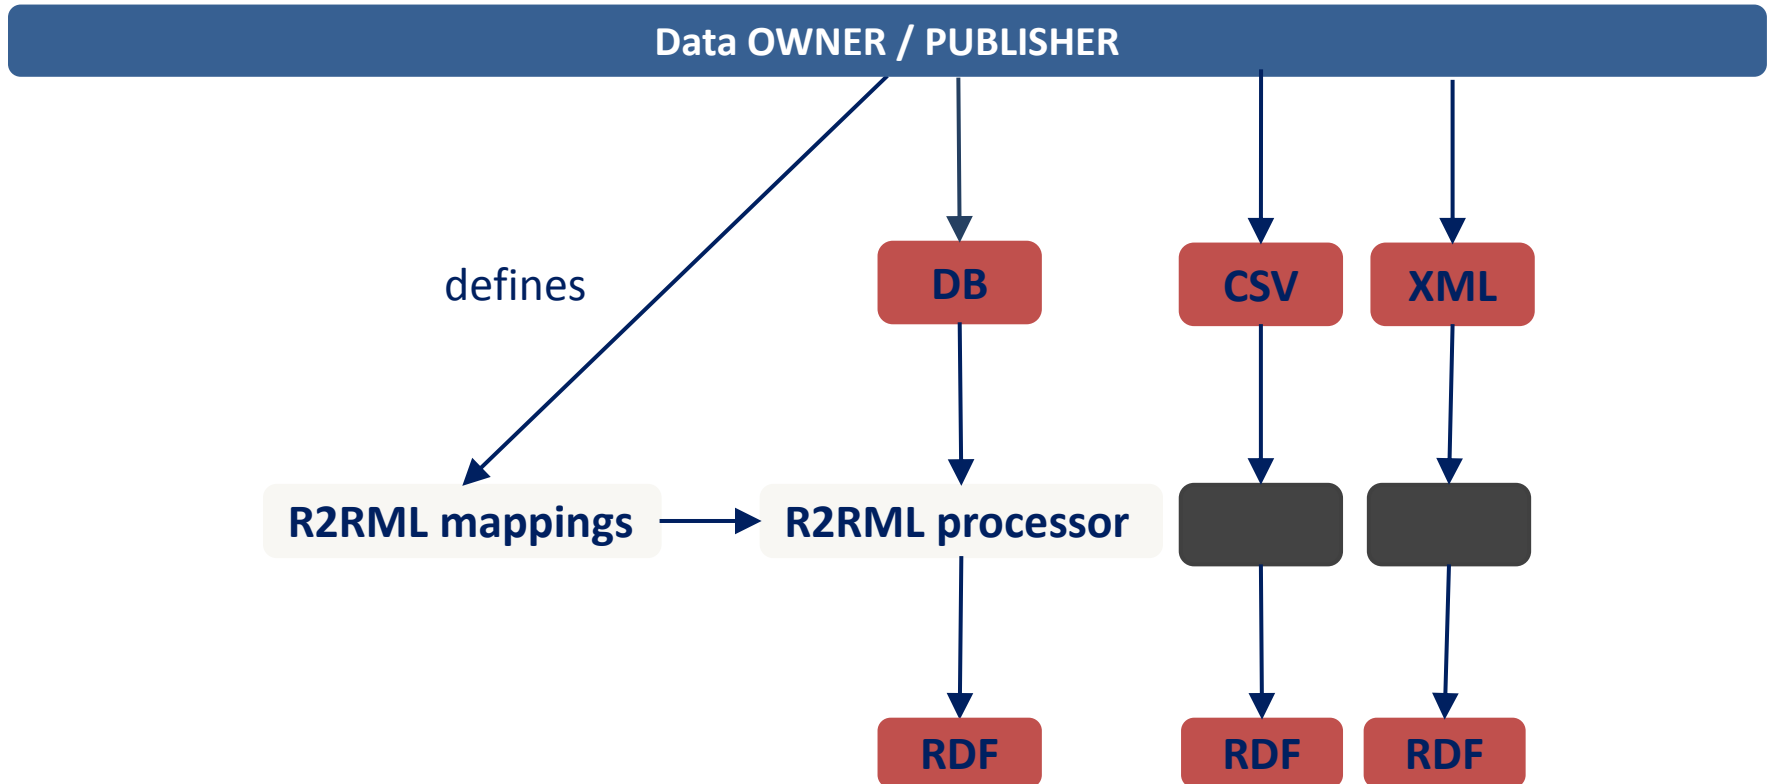 Data OWNER / PUBLISHER
defines
DB
CSV
XML
R2RML mappings
R2RML processor
RDF
RDF
RDF